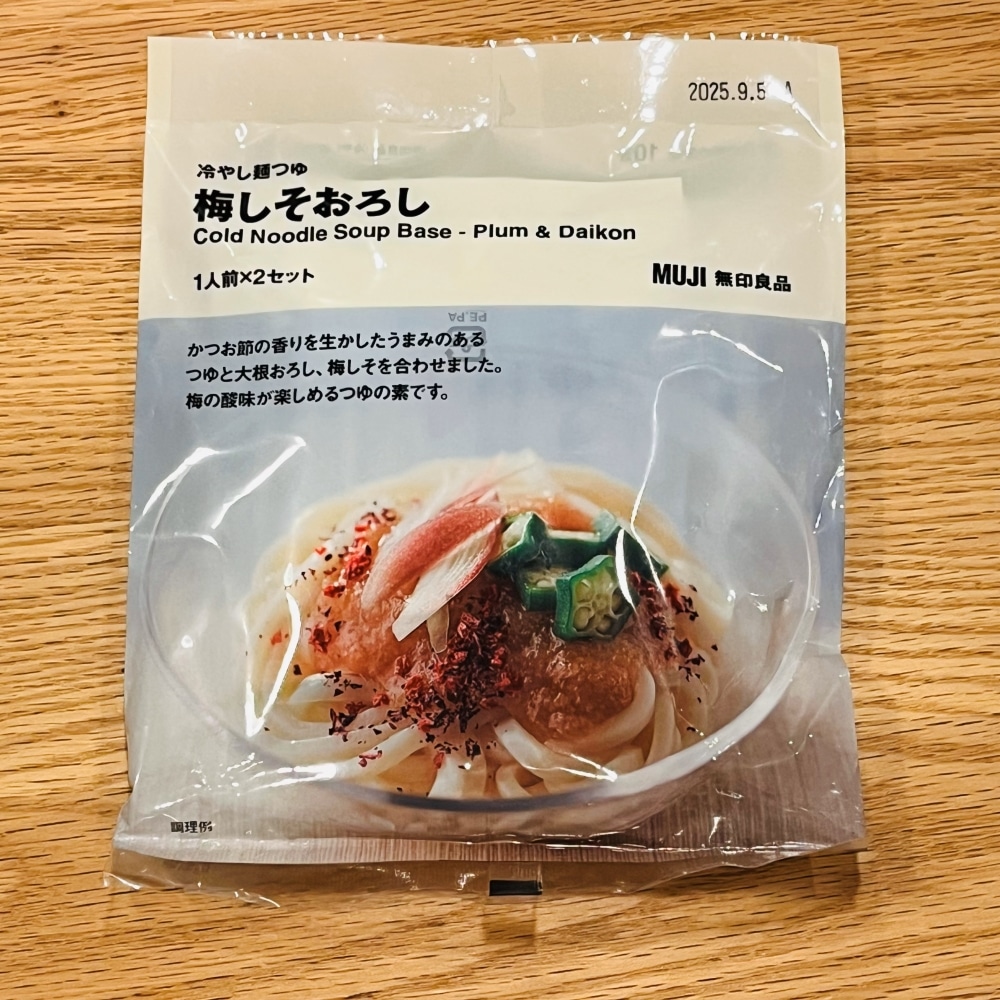 2025.9.5 A
冷やし麺つゆ
梅しそおろし
Cold Noodle Soup Base - Plum & Daikon
1人前×2セット
MUJI 無印良品
PE,PA
かつお節の香りを生かしたうまみのある
つゆと大根おろし、梅しそを合わせました。
梅の酸味が楽しめるつゆの素です。
調理例